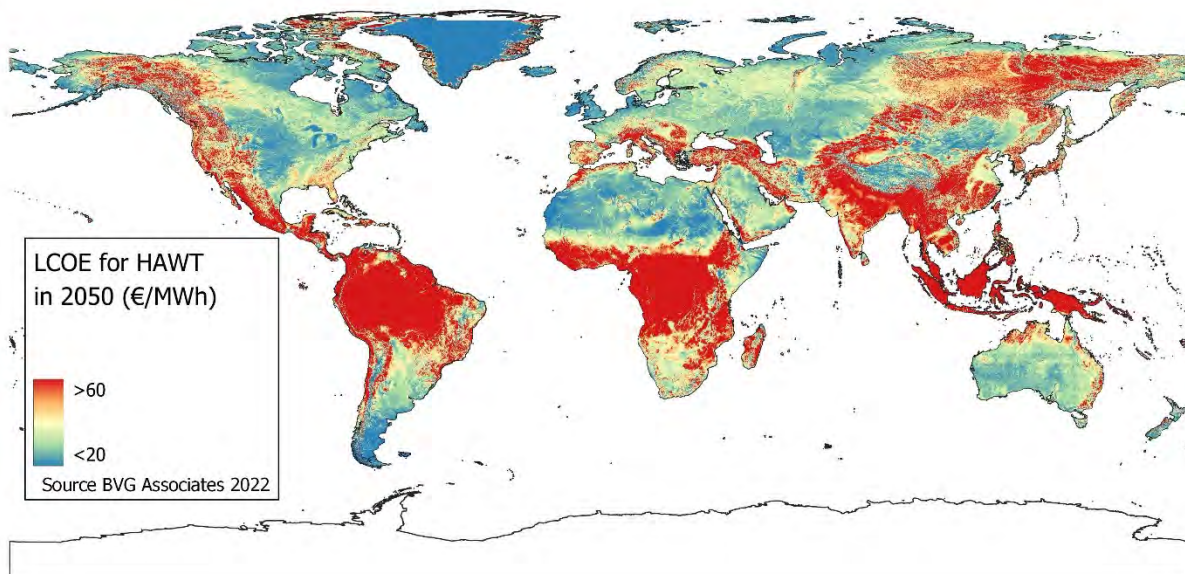 LCOE for HAWT
in 2050 (€/MWh)
>60
<20
Source BVG Associates 2022